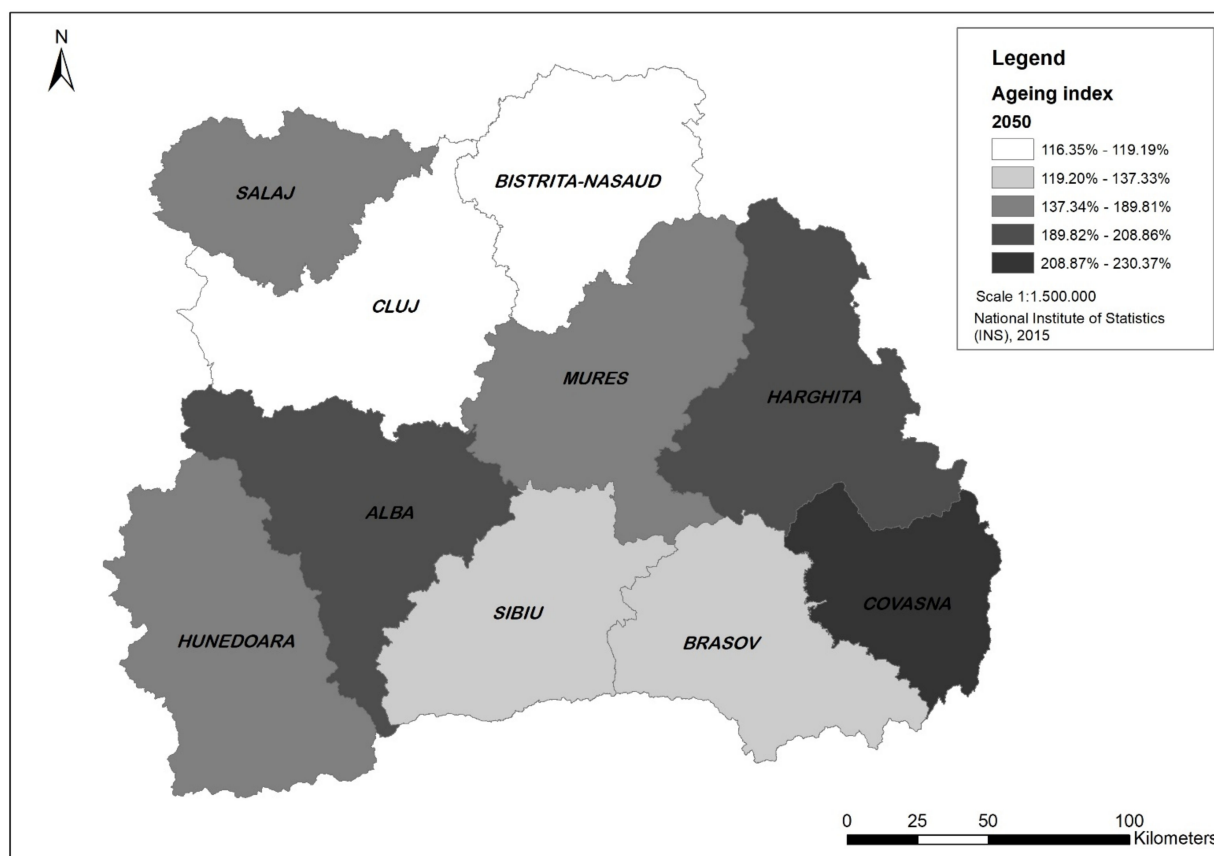 N
Legend
Ageing index
2050
116.35% - 119.19%
119.20% - 137.33%
137.34% - 189.81%
189.82% - 208.86%
208.87% - 230.37%
Scale 1:1.500.000
National Institute of Statistics
(INS), 2015
SALAJ
BISTRITA-NASAUD
CLUJ
MURES
HARGHITA
ALBA
COVASNA
SIBIU
HUNEDOARA
BRASOV
0 25 50 100
Kilometers